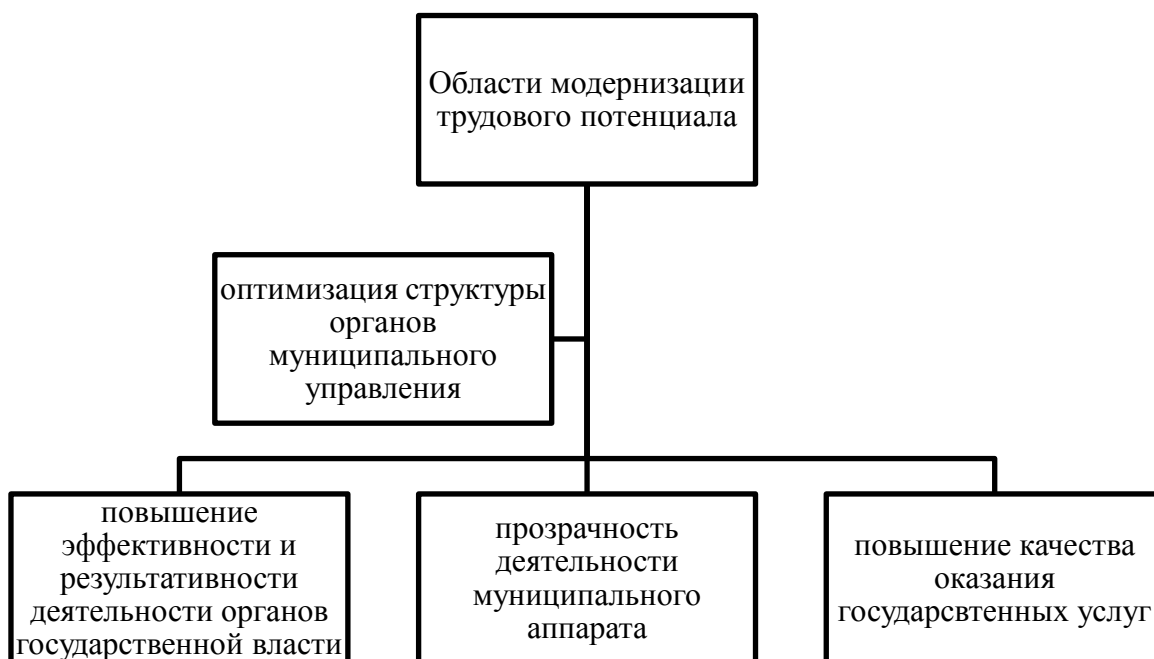 Области модернизации
трудового потенциала
оптимизация структуры
органов
муниципального
управления
повышение
эффективности и
результативности
деятельности органов
государственной власти
прозрачность
деятельности
муниципального
аппарата
повышение качества
оказания
государсвтенных услуг